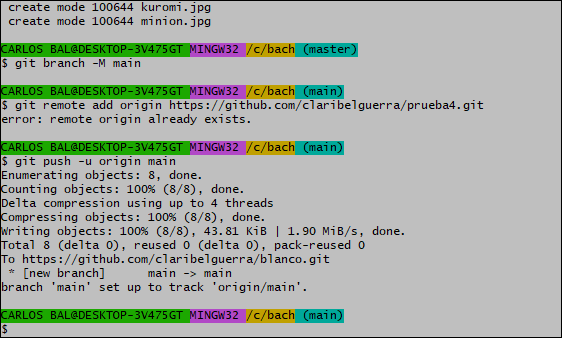 create mode 100644 kuromi.jpg
create mode 100644 minion.jpg
CARLOS BAL@DESKTOP-3V475GT MINGW32 /c/bach (master)
$ git branch -M main
CARLOS BAL@DESKTOP-3V475GT MINGW32 /c/bach (main)
$ git remote add origin https://github.com/claribelguerra/prueba4.git
error: remote origin already exists.
CARLOS BAL@DESKTOP-3V475GT MINGW32 /c/bach (main)
$ git push -u origin main
Enumerating objects: 8, done.
Counting objects: 100% (8/8), done.
Delta compression using up to 4 threads
Compressing objects: 100% (8/8), done.
Writing objects: 100% (8/8), 43.81 KiB | 1.90 MiB/s, done.
Total 8 (delta 0), reused 0 (delta 0), pack-reused 0
To https://github.com/claribelguerra/blanco.git
* [new branch]      main -> main
branch 'main' set up to track 'origin/main'.
CARLOS BAL@DESKTOP-3V475GT MINGW32 /c/bach (main)
$